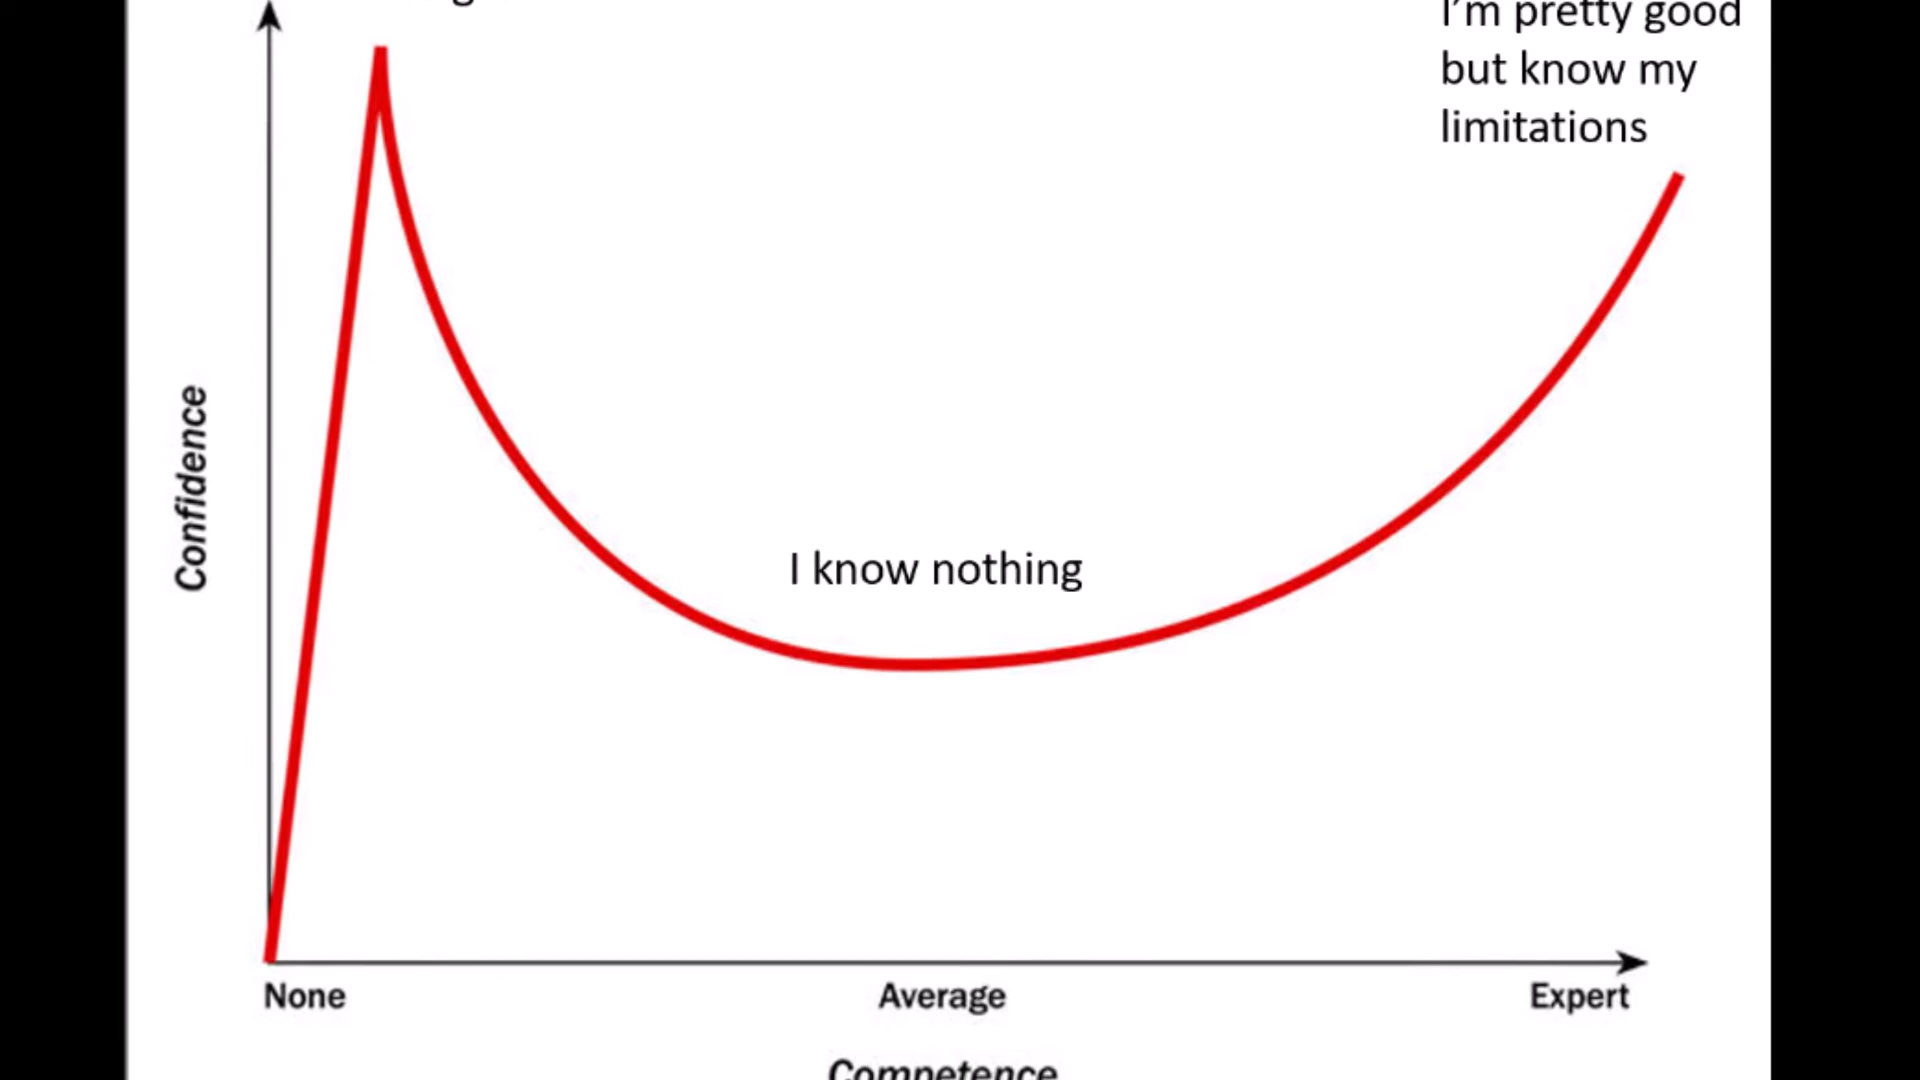 I'm pretty good
but know my
limitations
Confidence
I know nothing
None
Average
Expert
Competence